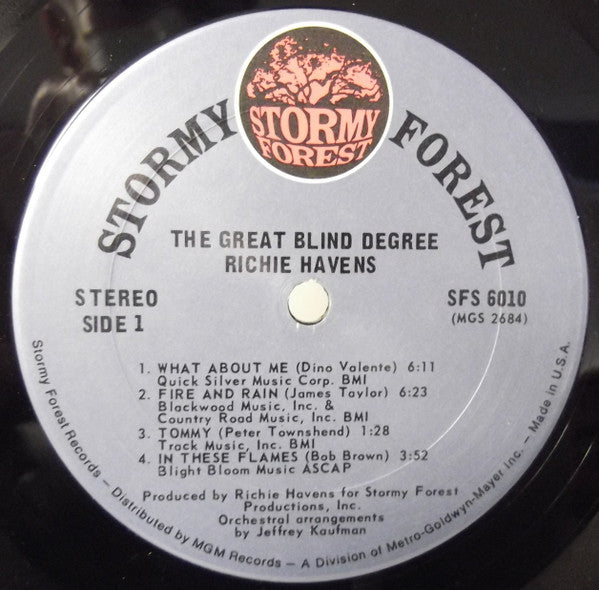 STORMY
FOREST
STORMY FOREST
THE GREAT BLIND DEGREE
RICHIE HAVENS
STEREO
SIDE 1
SFS 6010
(MGS 2684)
1. WHAT ABOUT ME (Dino Valente) 6:11
Quick Silver Music Corp. BMI
2. FIRE AND RAIN (James Taylor) 6:23
Blackwood Music, Inc. &
Country Road Music, Inc. BMI
3. TOMMY (Peter Townshend) 1:28
Track Music, Inc. BMI
4. IN THESE FLAMES (Bob Brown) 3:52
Blight Bloom Music ASCAP
Produced by Richie Havens for Stormy Forest
Productions, Inc.
Orchestral arrangements
by Jeffrey Kaufman
Stormy Forest Records – Distributed by MGM Records – A Division of Metro-Goldwyn-Mayer Inc. – Made in U.S.A.